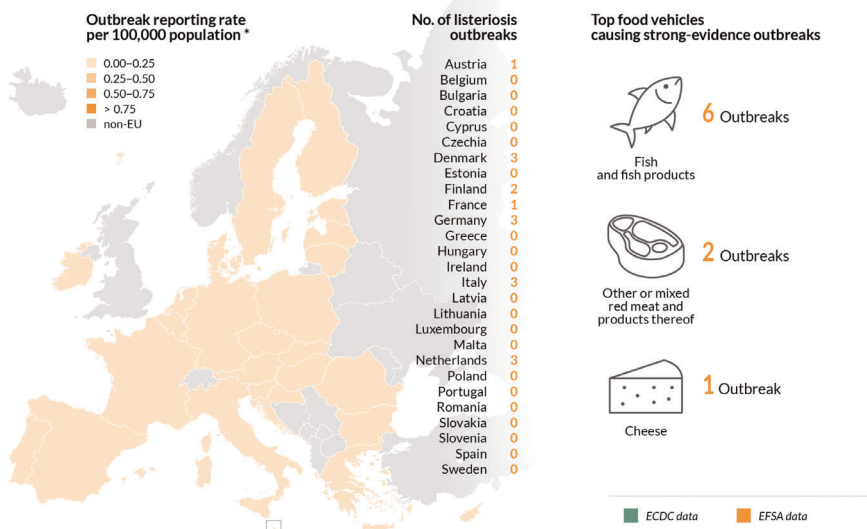 Outbreak reporting rate
per 100,000 population *
0.00–0.25
0.25–0.50
0.50–0.75
> 0.75
non-EU
No. of listeriosis
outbreaks
Austria 1
Belgium 0
Bulgaria 0
Croatia 0
Cyprus 0
Czechia 0
Denmark 3
Estonia 0
Finland 2
France 1
Germany 3
Greece 0
Hungary 0
Ireland 0
Italy 3
Latvia 0
Lithuania 0
Luxembourg 0
Malta 0
Netherlands 3
Poland 0
Portugal 0
Romania 0
Slovakia 0
Slovenia 0
Spain 0
Sweden 0
Top food vehicles
causing strong-evidence outbreaks
6 Outbreaks
Fish
and fish products
2 Outbreaks
Other or mixed
red meat and
products thereof
1 Outbreak
Cheese
ECDC data
EFSA data